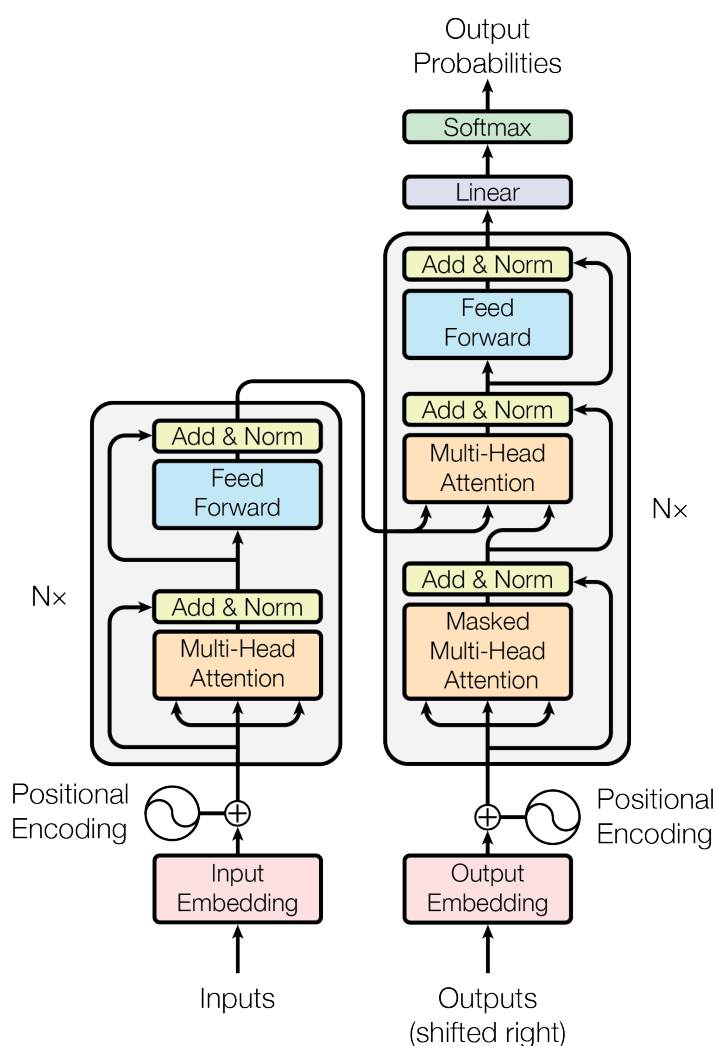 Output
Probabilities
Softmax
Linear
Add & Norm
Feed
Forward
Add & Norm
Multi-Head
Attention
Add & Norm
Masked
Multi-Head
Attention
N×
Add & Norm
Feed
Forward
Add & Norm
Multi-Head
Attention
N×
Positional
Encoding
Positional
Encoding
Input
Embedding
Output
Embedding
Inputs
Outputs
(shifted right)